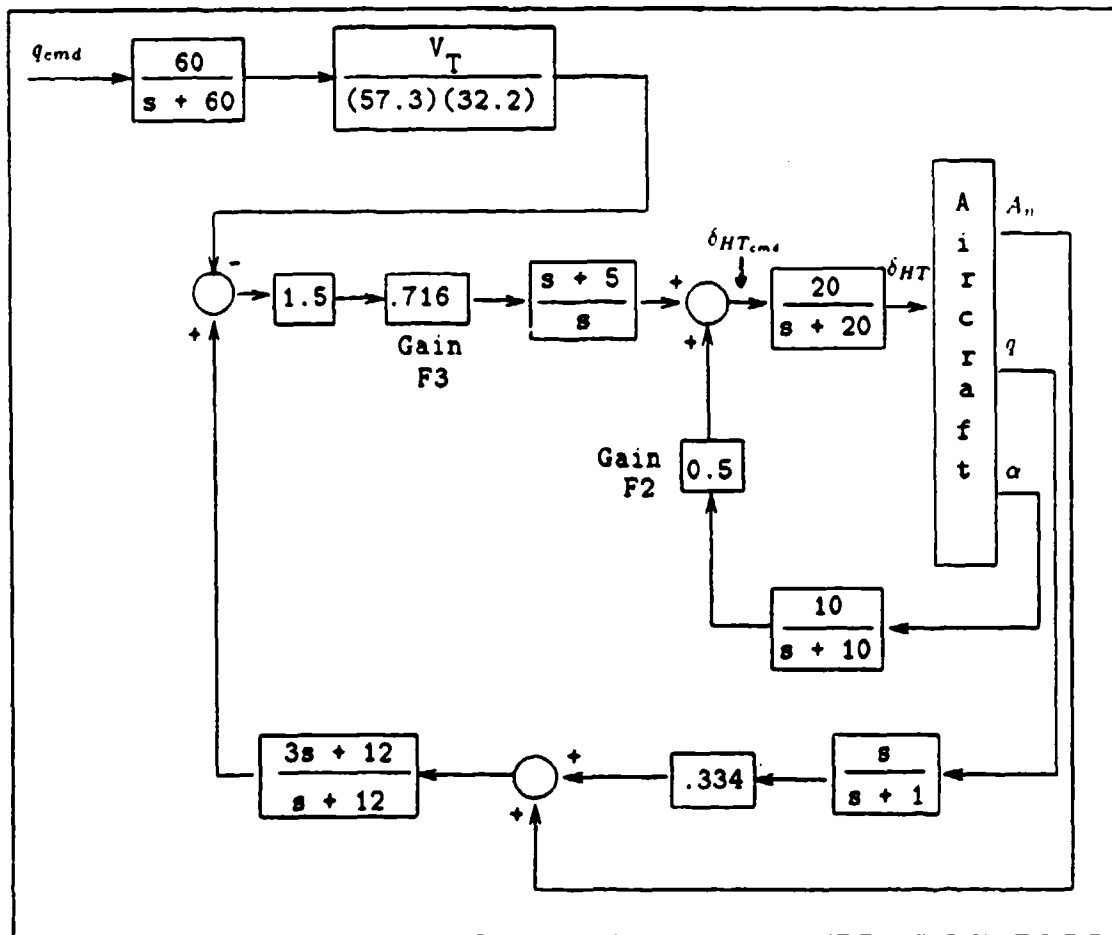 q_cmd
60
s + 60
V_T
(57.3)(32.2)
-
+
1.5
.716
Gain
F3
s + 5
s
+
+
δ_HT_cmd
20
s + 20
δ_HT
A
i
r
c
r
a
f
t
A_n
q
α
Gain
F2
0.5
10
s + 10
3s + 12
s + 12
+
+
.334
s
s + 1